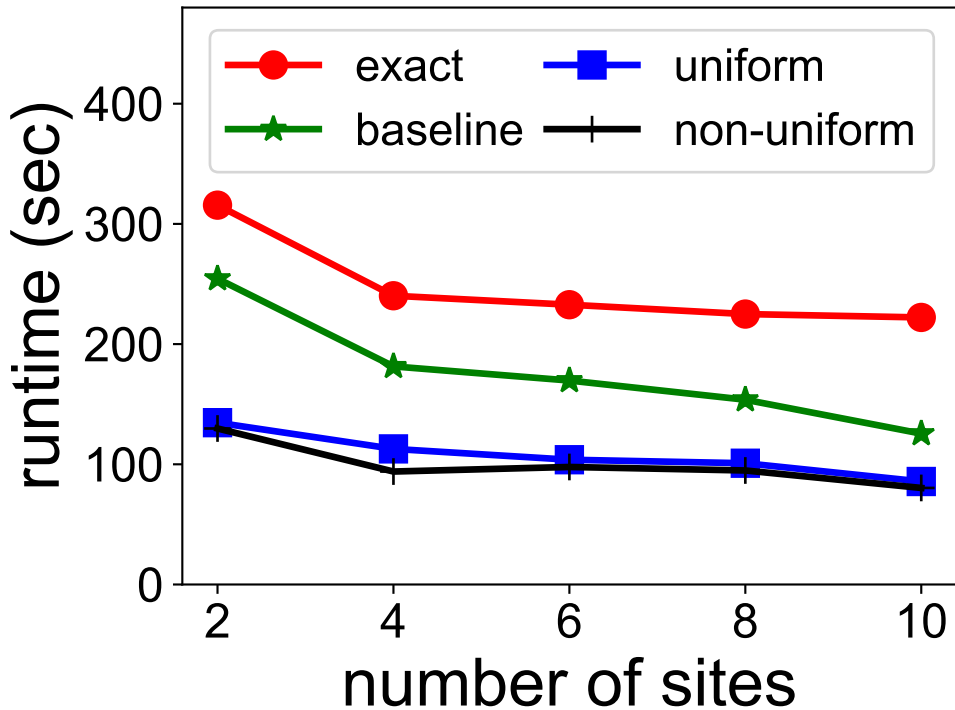 exact
uniform
baseline
non-uniform
runtime (sec)
400
300
200
100
0
2 4 6 8 10
number of sites